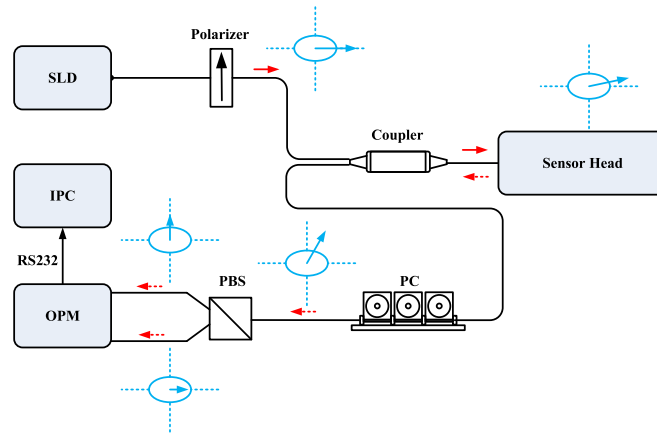 Polarizer
SLD
Coupler
Sensor Head
IPC
RS232
PBS
PC
OPM